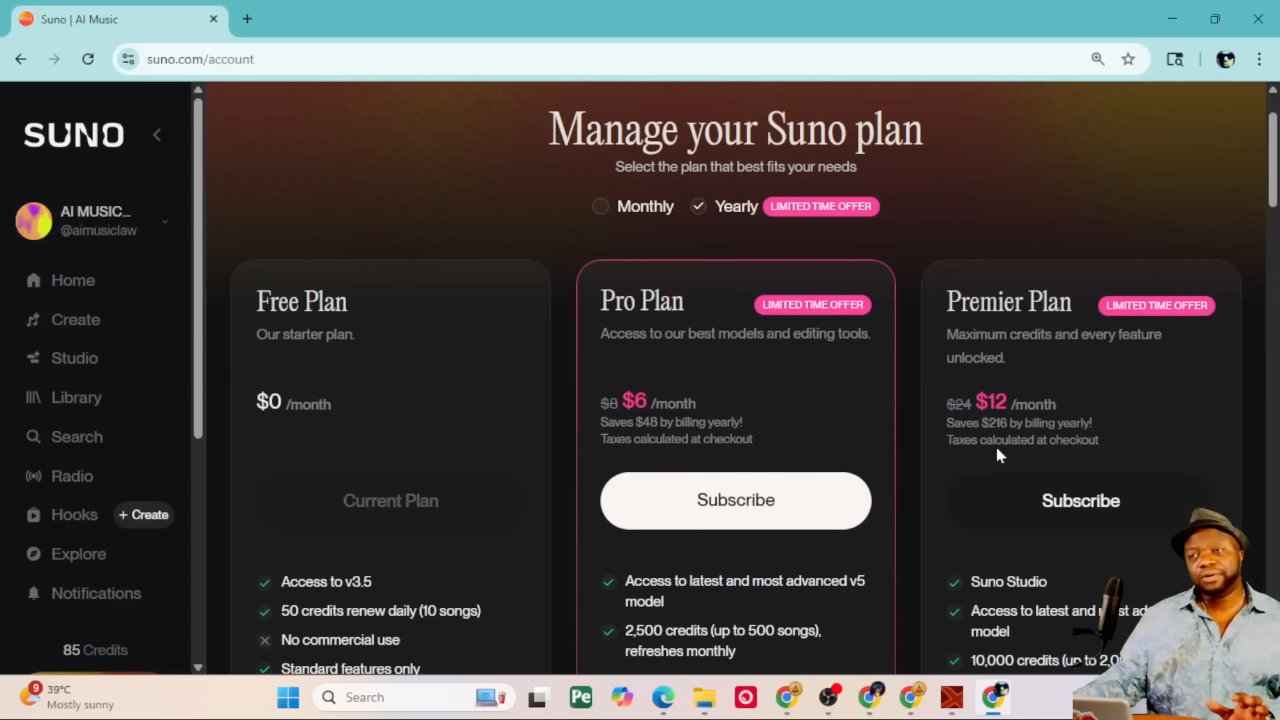 Suno | AI Music
suno.com/account
SUNO
AI MUSIC...
@aimusiclaw
Home
Create
Studio
Library
Search
Radio
Hooks
+ Create
Explore
Notifications
85 Credits
Manage your Suno plan
Select the plan that best fits your needs
Monthly Yearly LIMITED TIME OFFER
Free Plan
Our starter plan.
$0 /month
Current Plan
Access to v3.5
50 credits renew daily (10 songs)
No commercial use
Standard features only
Pro Plan LIMITED TIME OFFER
Access to our best models and editing tools.
$8 $6 /month
Saves $48 by billing yearly!
Taxes calculated at checkout
Subscribe
Access to latest and most advanced v5
model
2,500 credits (up to 500 songs),
refreshes monthly
Premier Plan LIMITED TIME OFFER
Maximum credits and every feature
unlocked.
$24 $12 /month
Saves $216 by billing yearly!
Taxes calculated at checkout
Subscribe
Suno Studio
Access to latest and
model
10,000 credits
9
39°C
Mostly sunny
Search
Pe